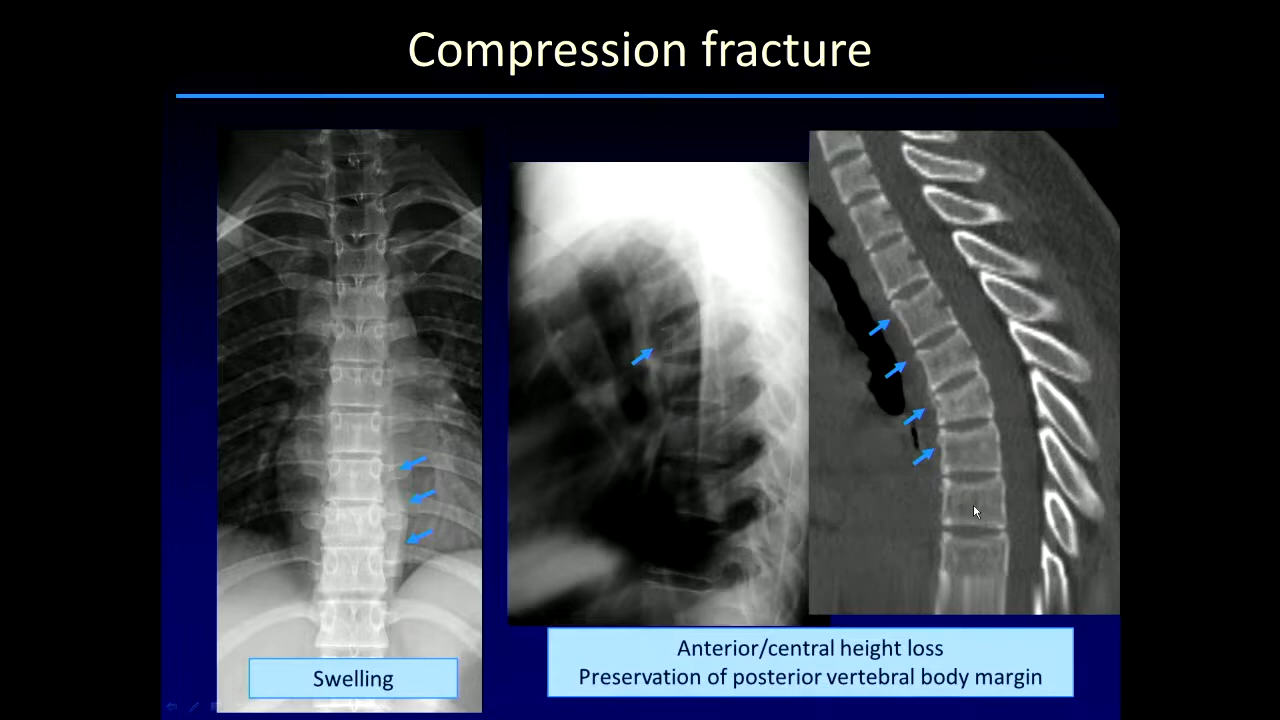 Compression fracture
Swelling
Anterior/central height loss
Preservation of posterior vertebral body margin